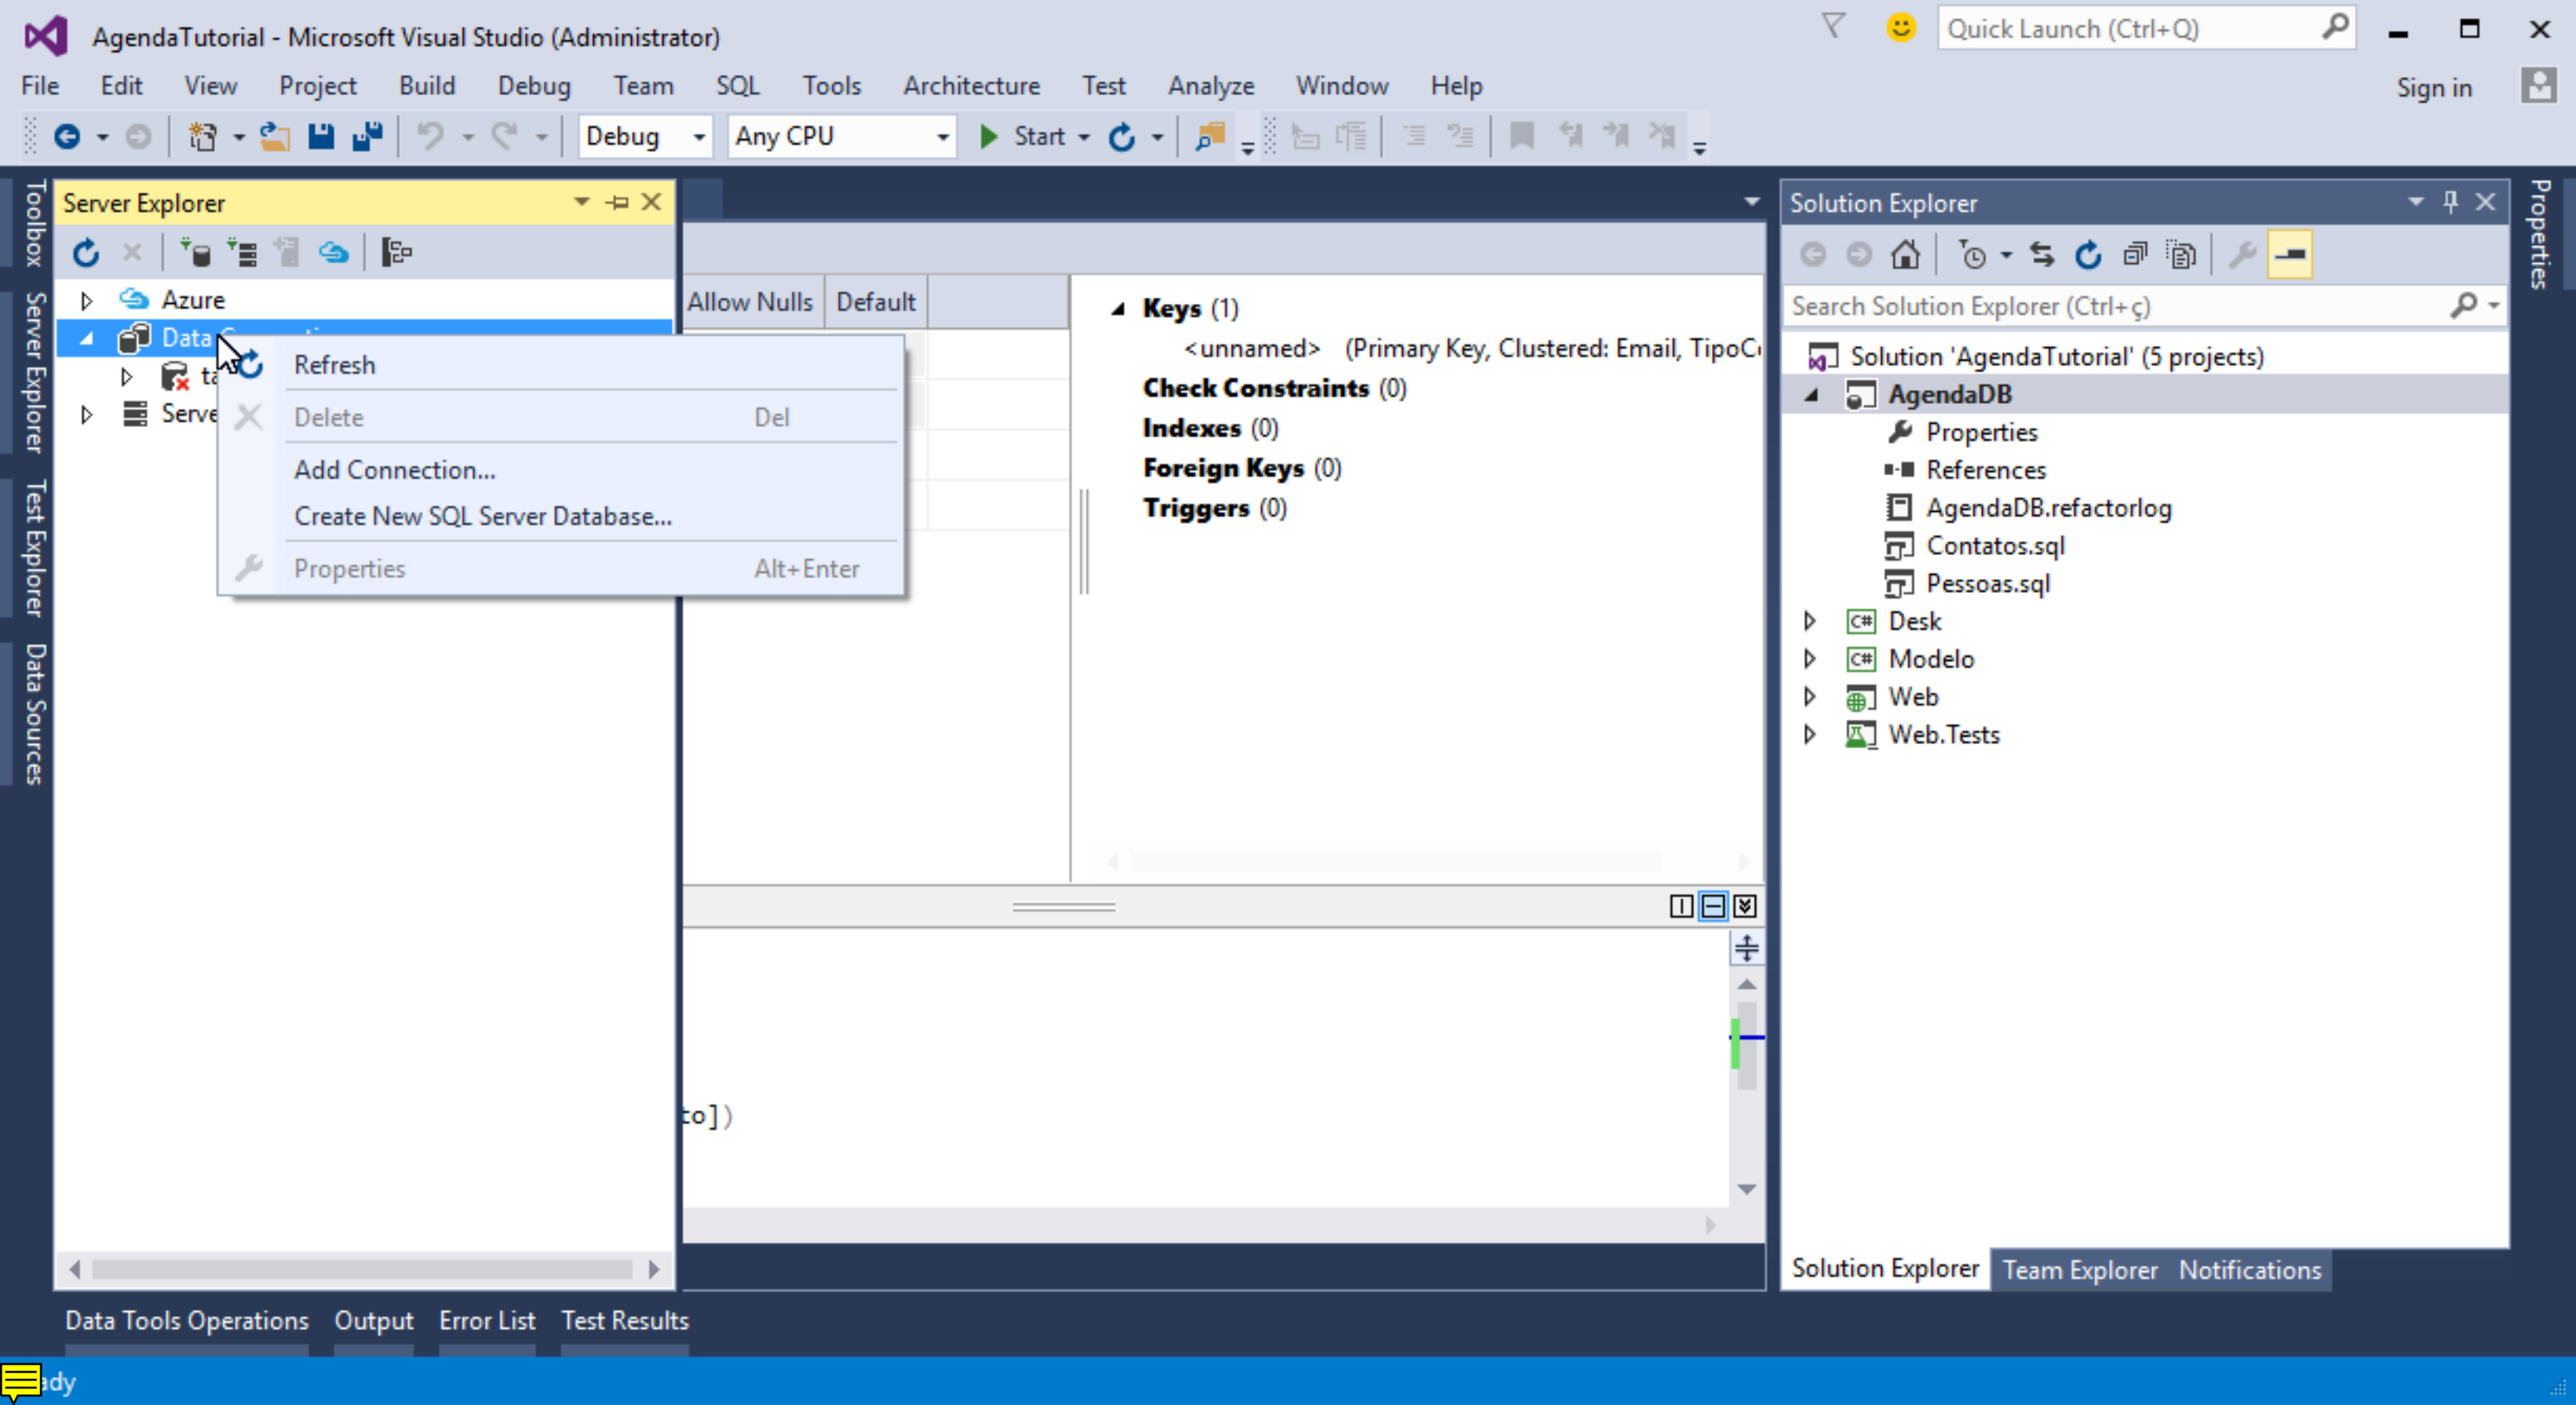 AgendaTutorial - Microsoft Visual Studio (Administrator)
Quick Launch (Ctrl+Q)
File Edit View Project Build Debug Team SQL Tools Architecture Test Analyze Window Help
Sign in
Debug Any CPU Start
Toolbox
Server Explorer
Test Explorer
Data Sources
Server Explorer
Azure
Data
Serve
Refresh
Delete Del
Add Connection...
Create New SQL Server Database...
Properties Alt+Enter
Allow Nulls Default
Keys (1)
<unnamed> (Primary Key, Clustered: Email, TipoC
Check Constraints (0)
Indexes (0)
Foreign Keys (0)
Triggers (0)
to])
Solution Explorer
Search Solution Explorer (Ctrl+ç)
Solution 'AgendaTutorial' (5 projects)
AgendaDB
Properties
References
AgendaDB.refactorlog
Contatos.sql
Pessoas.sql
C# Desk
C# Modelo
Web
Web.Tests
Solution Explorer Team Explorer Notifications
Properties
Data Tools Operations Output Error List Test Results
ady